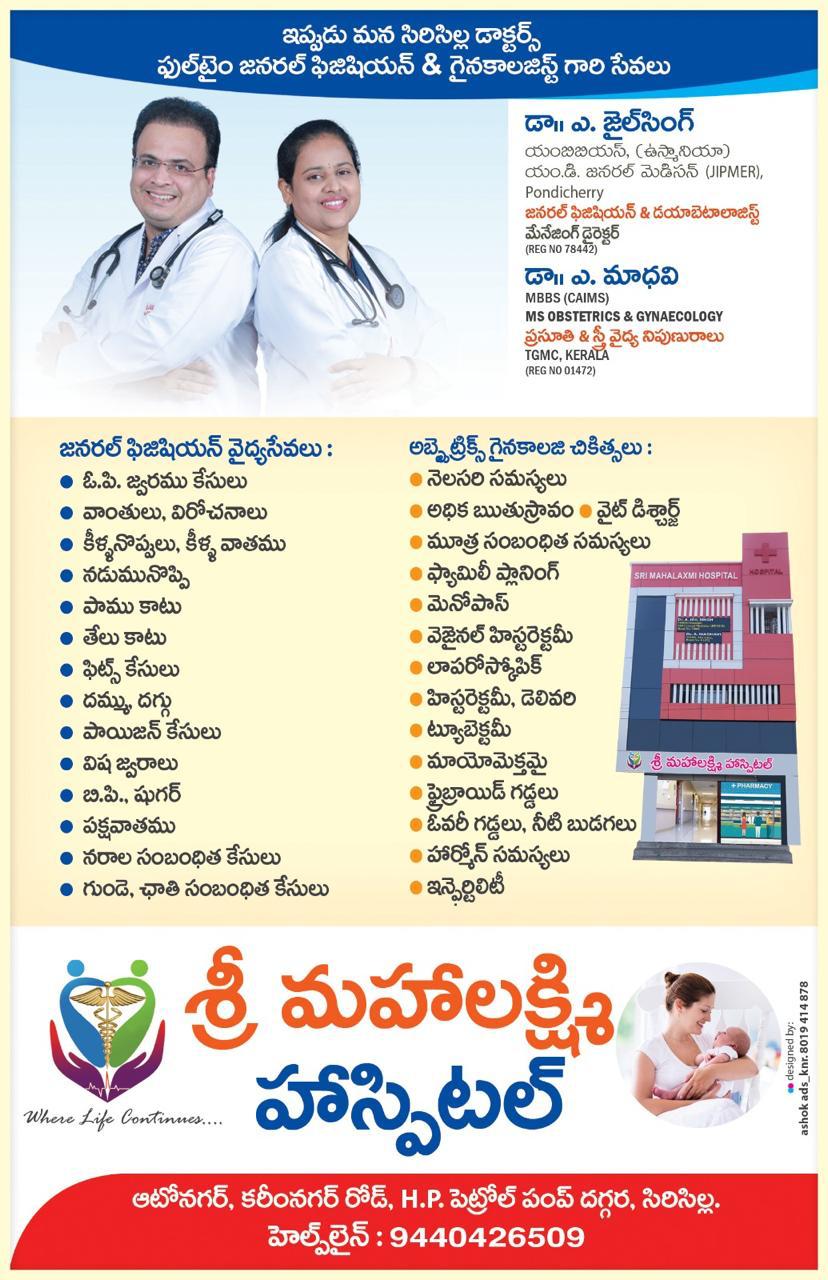 ఇప్పడు మన సిరిసిల్ల డాక్టర్స్
ఫుల్‌టైం జనరల్ ఫిజిషియన్ & గైనకాలజిస్ట్ గారి సేవలు
డా॥ ఎ. జైల్‌సింగ్
యంబిబియస్, (ఉస్మానియా)
యం.డి. జనరల్ మెడిసన్ (JIPMER),
Pondicherry
జనరల్ ఫిజిషియన్ & డయాబెటాలాజిస్ట్
మేనేజింగ్ డైరెక్టర్
(REG NO 78442)
డా॥ ఎ. మాధవి
MBBS (CAIMS)
MS OBSTETRICS & GYNAECOLOGY
ప్రసూతి & స్త్రీ వైద్య నిపుణురాలు
TGMC, KERALA
(REG NO 01472)
జనరల్ ఫిజిషియన్ వైద్యసేవలు :
ఓ.పి. జ్వరము కేసులు
వాంతులు, విరోచనాలు
కీళ్ళనొప్పలు, కీళ్ళ వాతము
నడుమునొప్పి
పాము కాటు
తేలు కాటు
ఫిట్స్ కేసులు
దమ్ము, దగ్గు
పాయిజన్ కేసులు
విష జ్వరాలు
బి.పి., షుగర్
పక్షవాతము
నరాల సంబంధిత కేసులు
గుండె, ఛాతి సంబంధిత కేసులు
అబ్స్టెట్రిక్స్ గైనకాలజి చికిత్సలు :
నెలసరి సమస్యలు
అధిక ఋతుస్రావం ● వైట్ డిశ్చార్జ్
మూత్ర సంబంధిత సమస్యలు
ఫ్యామిలీ ప్లానింగ్
మెనోపాస్
వెజైనల్ హిస్టరెక్టమీ
లాపరోస్కోపిక్
హిస్టరెక్టమీ, డెలివరి
ట్యూబెక్టమీ
మాయోమెక్తమై
ఫైబ్రాయిడ్ గడ్డలు
ఓవరీ గడ్డలు, నీటి బుడగలు
హార్మోన్ సమస్యలు
ఇన్ఫెర్టిలిటీ
HOSPITAL
SRI MAHALAXMI HOSPITAL
శ్రీ మహాలక్ష్మి హాస్పిటల్
+ PHARMACY
శ్రీ మహాలక్ష్మి
హాస్పిటల్
Where Life Continues....
designed by:
ashok ads_knr. 8019 414 878
ఆటోనగర్, కరీంనగర్ రోడ్, H.P. పెట్రోల్ పంప్ దగ్గర, సిరిసిల్ల.
హెల్ప్‌లైన్ : 9440426509